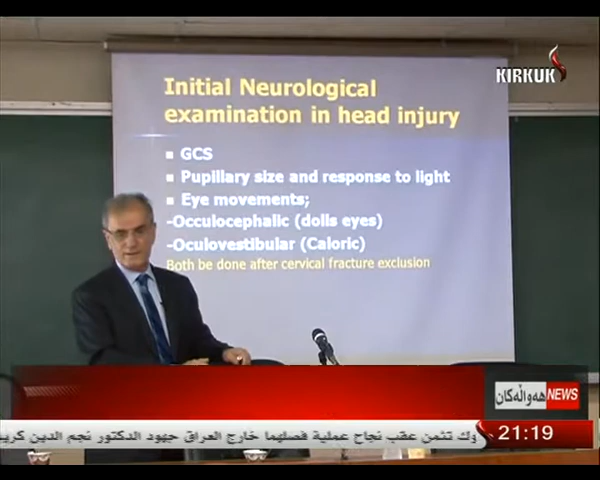 KIRKUK
Initial Neurological
examination in head injury
GCS
Pupillary size and response to light
Eye movements;
-Occulocephalic (dolls eyes)
-Oculovestibular (Caloric)
Both be done after cervical fracture exclusion
هەواڵەکان NEWS
وك تثمن عقب نجاح عملية فصلهما خارج العراق جهود الدكتور نجم الدين كريم
21:19